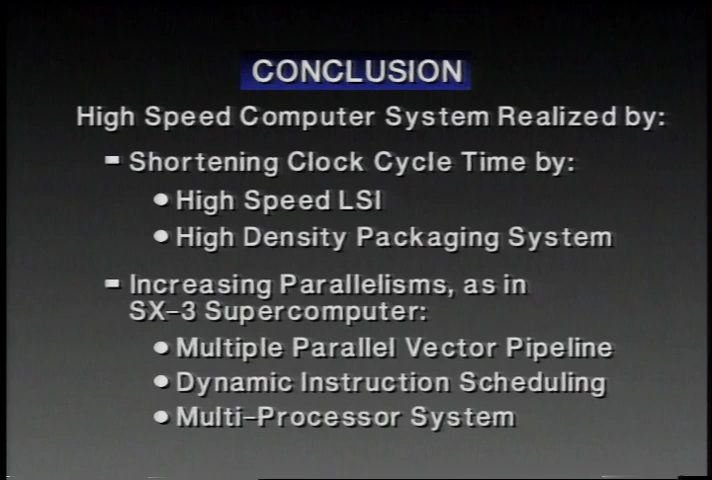 CONCLUSION
High Speed Computer System Realized by:
- Shortening Clock Cycle Time by:
• High Speed LSI
• High Density Packaging System
- Increasing Parallelisms, as in
SX-3 Supercomputer:
• Multiple Parallel Vector Pipeline
• Dynamic Instruction Scheduling
• Multi-Processor System